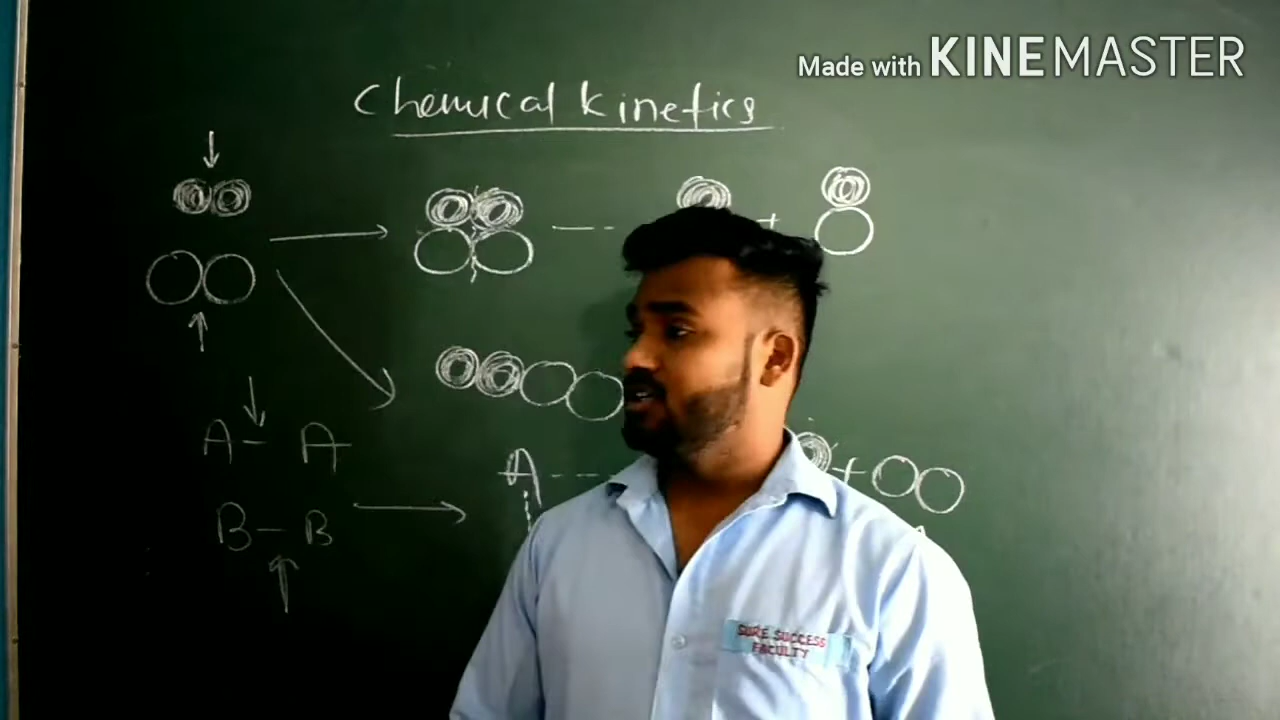 Made with KINEMASTER
Chemical Kinetics
+
A - A
B - B
A - -
+
SURE SUCCESS
FACULTY